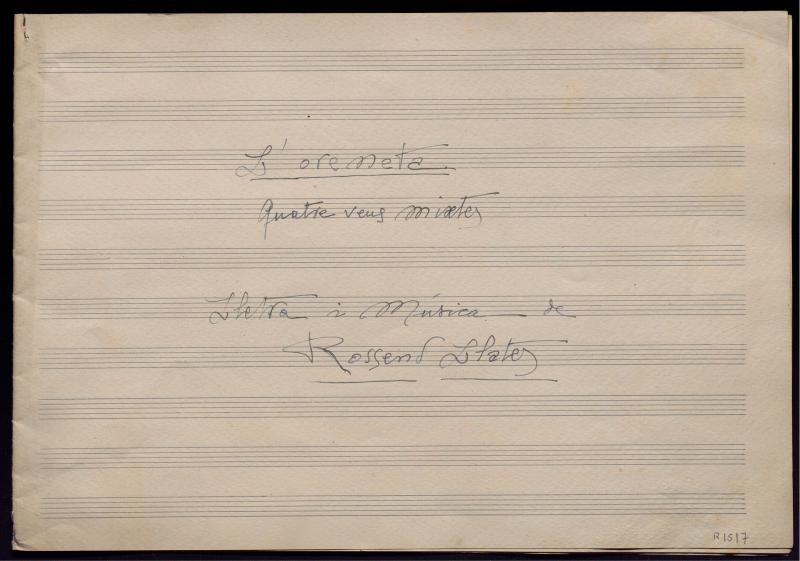 L'oreneta
Quatre veus mixtes
Lletra i Música de
Rossend Llates
R1517